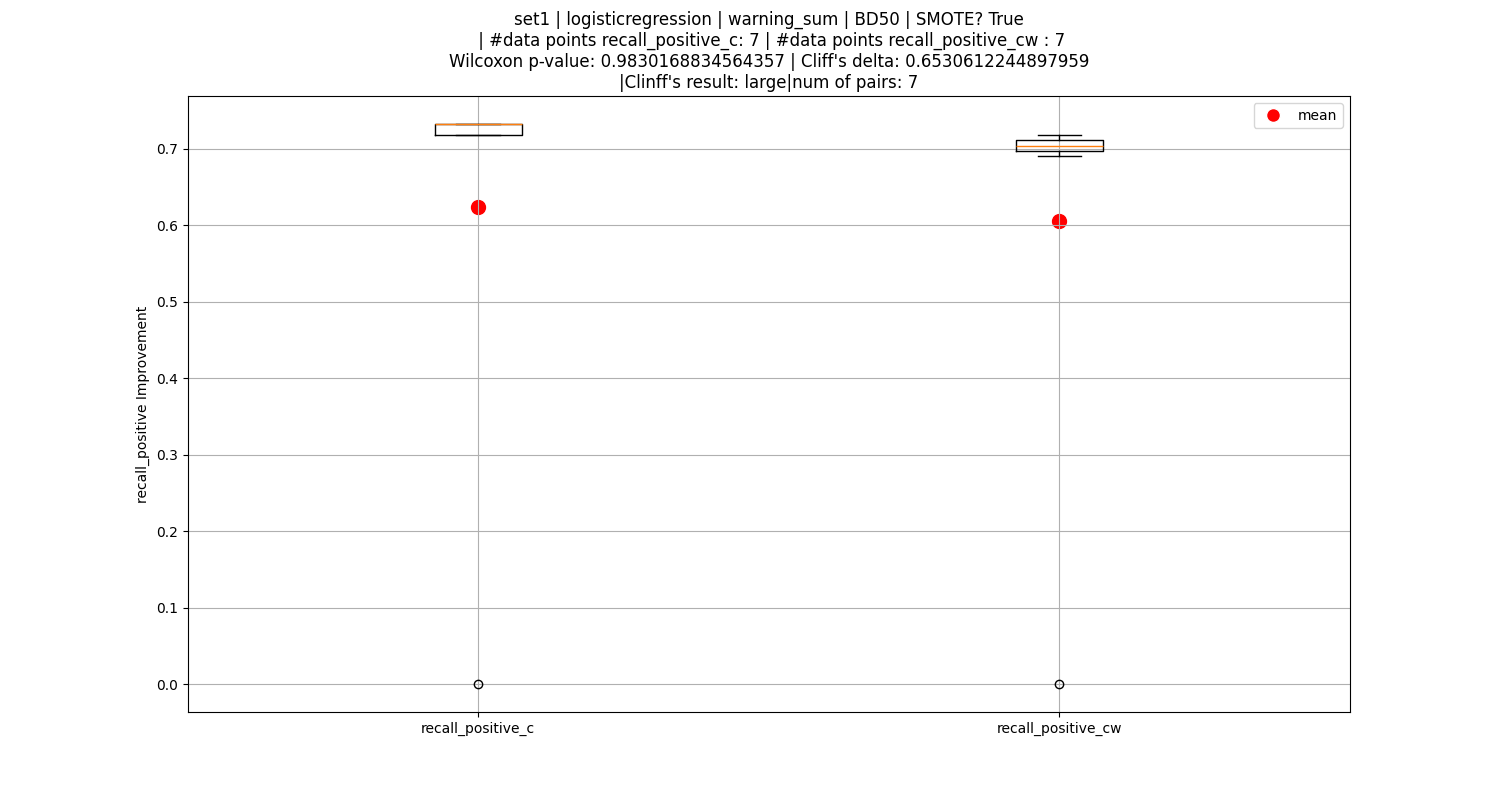 set1 | logisticregression | warning_sum | BD50 | SMOTE? True
| #data points recall_positive_c: 7 | #data points recall_positive_cw : 7
Wilcoxon p-value: 0.9830168834564357 | Cliff's delta: 0.6530612244897959
|Clinff's result: large|num of pairs: 7
mean
recall_positive Improvement
0.7
0.6
0.5
0.4
0.3
0.2
0.1
0.0
recall_positive_c
recall_positive_cw